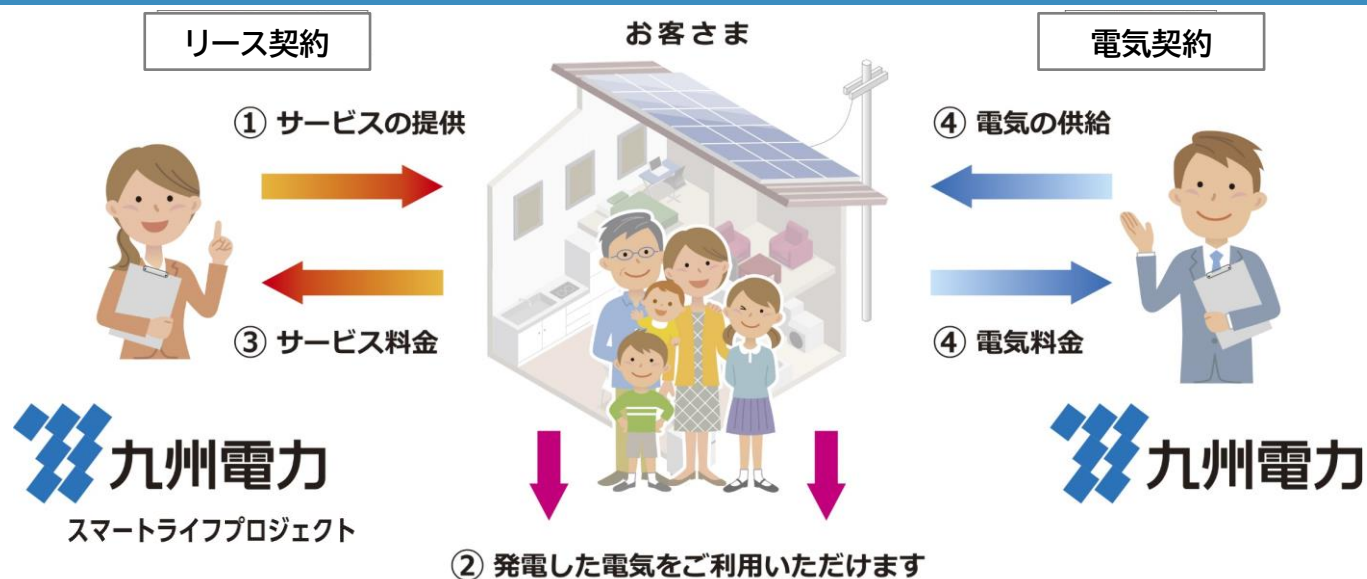 リース契約
お客さま
電気契約
① サービスの提供
④ 電気の供給
③ サービス料金
④ 電気料金
九州電力
スマートライフプロジェクト
九州電力
② 発電した電気をご利用いただけます